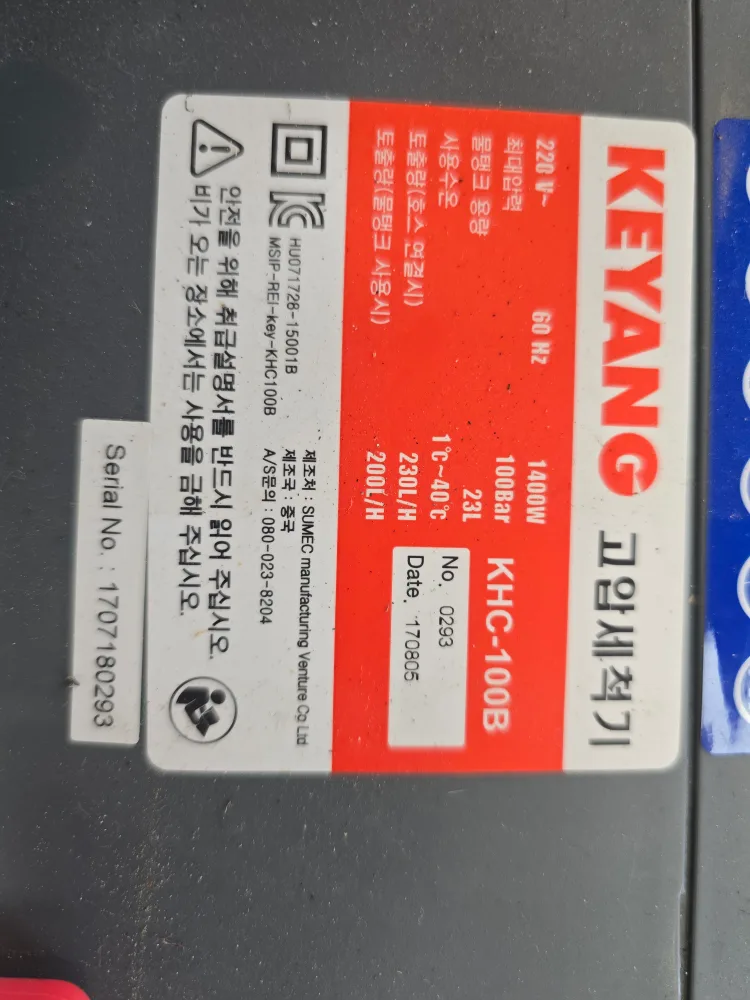 KEYANG 고압세척기
220 V~ 60 Hz 1400W
최대압력 100Bar
물탱크 용량 23L
사용수온 1℃~40℃
토출량(호스 연결시) 230L/H
토출량(물탱크 사용시) 200L/H
KHC-100B
No. 0293
Date. 170805
HU071728-15001B
MSIP-REI-key-KHC100B
제조처 : SUMEC manufacturing Venture Co Ltd
제조국 : 중국
A/S문의 : 080-023-8204
안전을 위해 취급설명서를 반드시 읽어 주십시오.
비가 오는 장소에서는 사용을 금해 주십시오.
Serial No. : 1707180293